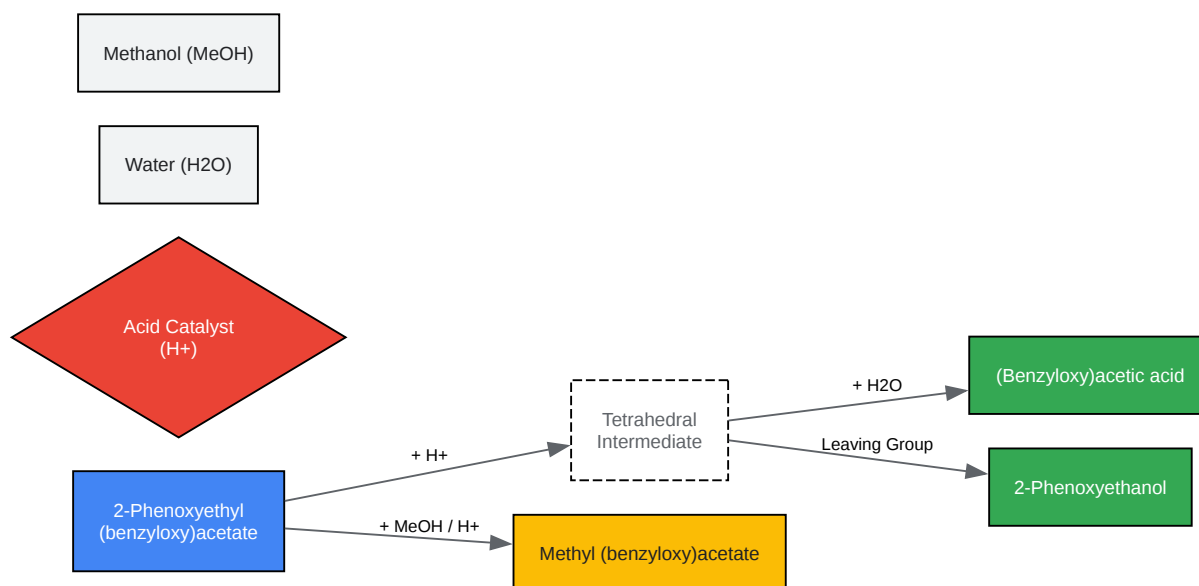 Methanol (MeOH)
Water (H2O)
Acid Catalyst
(H+)
(Benzyloxy)acetic acid
+ H2O
Tetrahedral
Intermediate
Leaving Group
+ H+
2-Phenoxyethanol
2-Phenoxyethyl
(benzyloxy)acetate
+ MeOH / H+
Methyl (benzyloxy)acetate